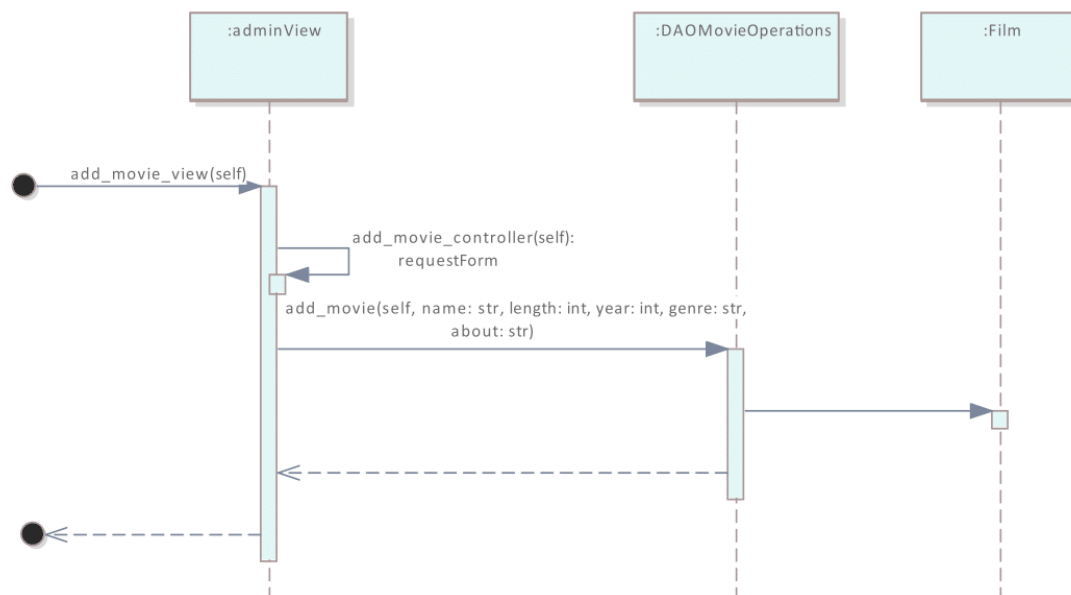 :adminView
:DAOMovieOperations
:Film
add_movie_view(self)
add_movie_controller(self):
requestForm
add_movie(self, name: str, length: int, year: int, genre: str,
about: str)